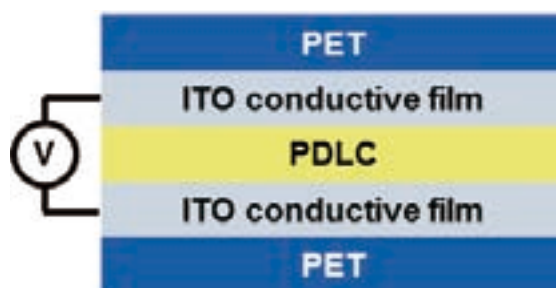 PET
ITO conductive film
V
PDLC
ITO conductive film
PET